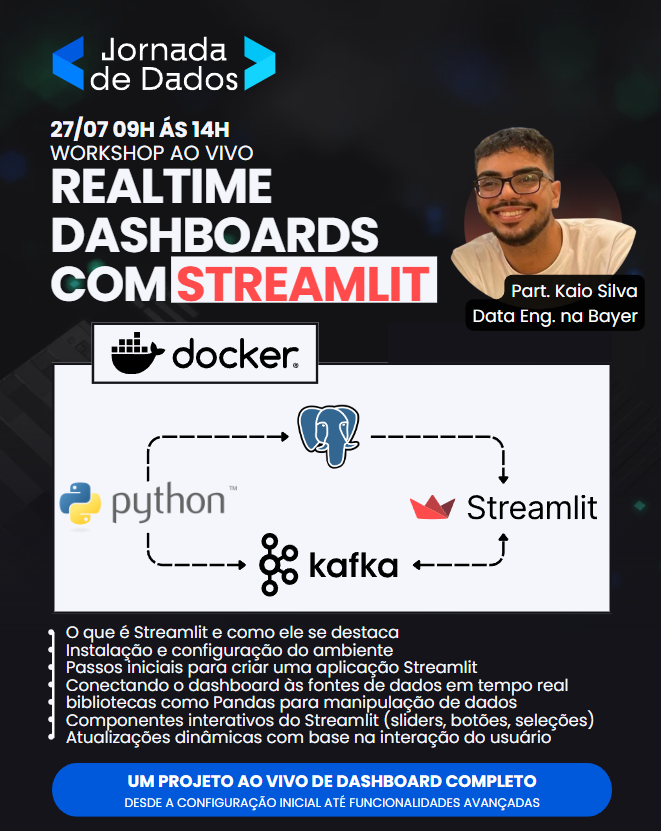 Jornada
de Dados
27/07 09H ÁS 14H
WORKSHOP AO VIVO
REALTIME
DASHBOARDS
COM STREAMLIT
Part. Kaio Silva
Data Eng. na Bayer
docker®
python™
Streamlit
kafka
O que é Streamlit e como ele se destaca
Instalação e configuração do ambiente
Passos iniciais para criar uma aplicação Streamlit
Conectando o dashboard às fontes de dados em tempo real
bibliotecas como Pandas para manipulação de dados
Componentes interativos do Streamlit (sliders, botões, seleções)
Atualizações dinâmicas com base na interação do usuário
UM PROJETO AO VIVO DE DASHBOARD COMPLETO
DESDE A CONFIGURAÇÃO INICIAL ATÉ FUNCIONALIDADES AVANÇADAS